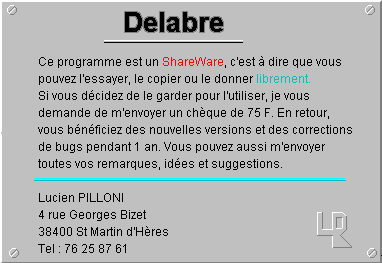 Delabre
Ce programme est un ShareWare, c'est à dire que vous
pouvez l'essayer, le copier ou le donner librement.
Si vous décidez de le garder pour l'utiliser, je vous
demande de m'envoyer un chèque de 75 F. En retour,
vous bénéficiez des nouvelles versions et des corrections
de bugs pendant 1 an. Vous pouvez aussi m'envoyer
toutes vos remarques, idées et suggestions.
Lucien PILLONI
4 rue Georges Bizet
38400 St Martin d'Hères
Tel : 76 25 87 61